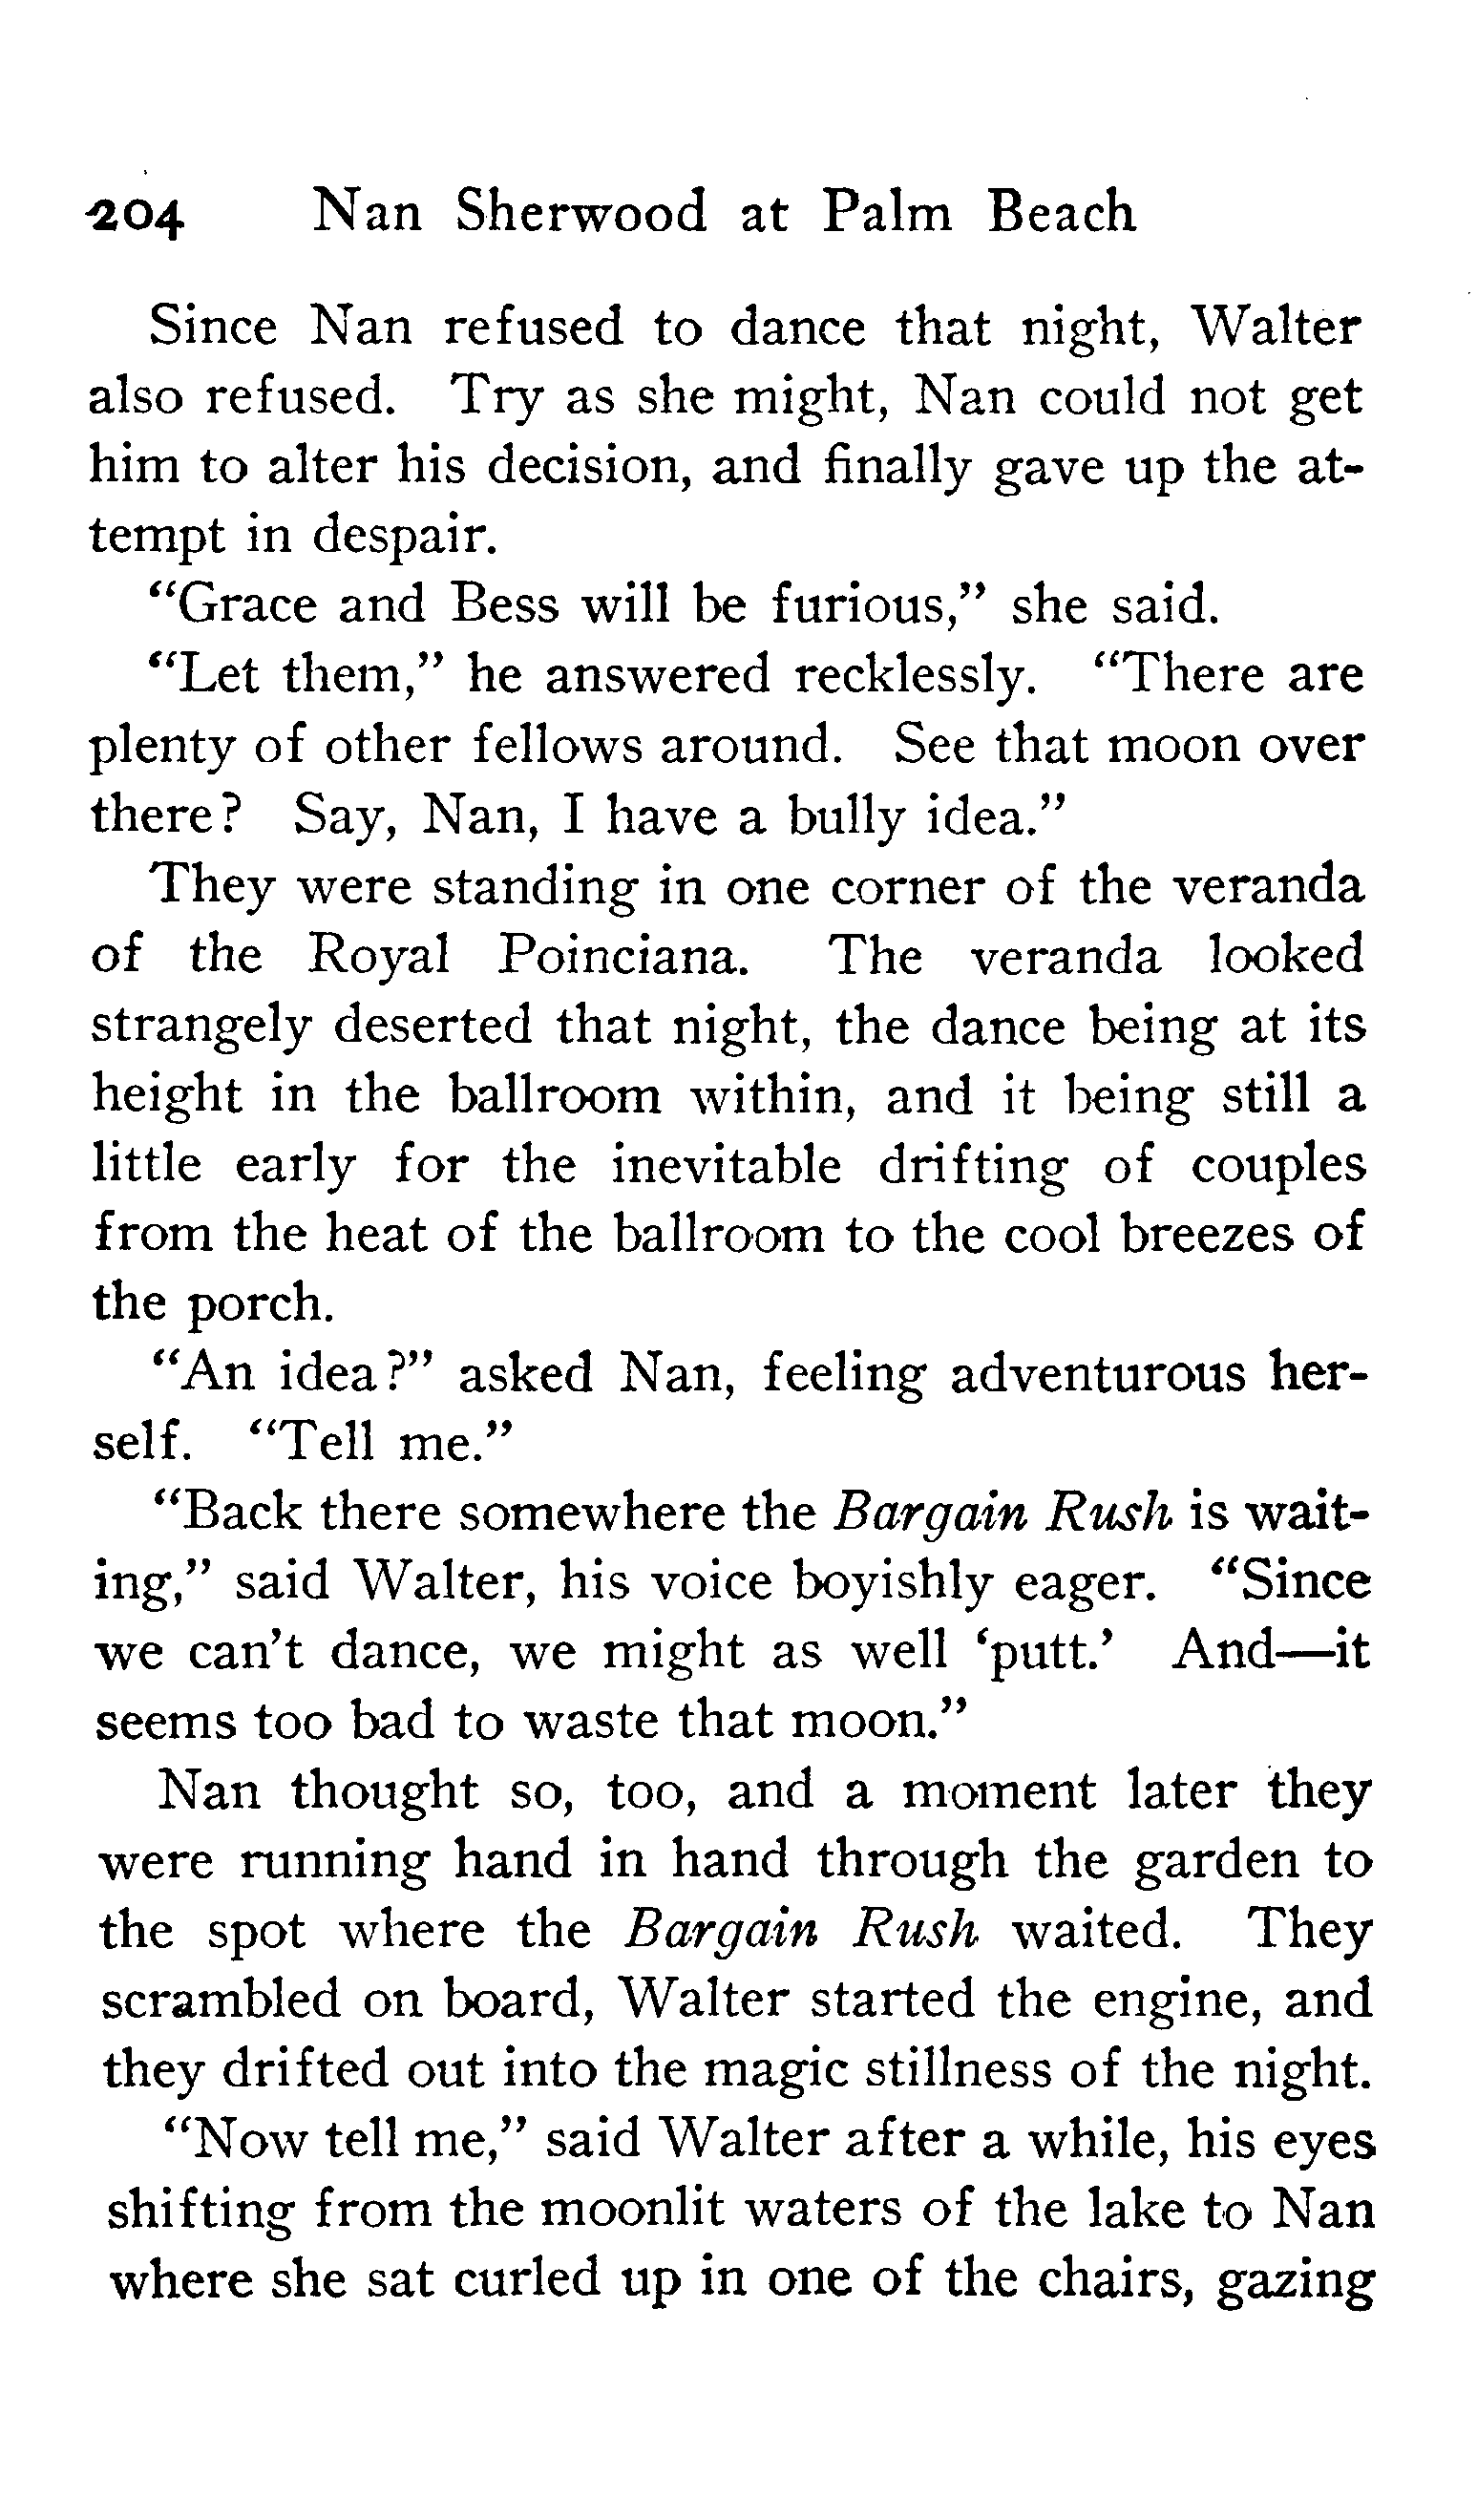 204 Nan Sherwood at Palm Beach
Since Nan refused to dance that night, Walter
also refused. Try as she might, Nan could not get
him to alter his decision, and finally gave up the at-
tempt in despair.
“Grace and Bess will be furious,” she said.
“Let them,” he answered recklessly. “There are
plenty of other fellows around. See that moon over
there? Say, Nan, I have a bully idea.”
They were standing in one corner of the veranda
of the Royal Poinciana. The veranda looked
strangely deserted that night, the dance being at its
height in the ballroom within, and it being still a
little early for the inevitable drifting of couples
from the heat of the ballroom to the cool breezes of
the porch.
“An idea?” asked Nan, feeling adventurous her-
self. “Tell me.”
“Back there somewhere the Bargain Rush is wait-
ing,” said Walter, his voice boyishly eager. “Since
we can’t dance, we might as well ‘putt.’ And—it
seems too bad to waste that moon.”
Nan thought so, too, and a moment later they
were running hand in hand through the garden to
the spot where the Bargain Rush waited. They
scrambled on board, Walter started the engine, and
they drifted out into the magic stillness of the night.
“Now tell me,” said Walter after a while, his eyes
shifting from the moonlit waters of the lake to Nan
where she sat curled up in one of the chairs, gazing